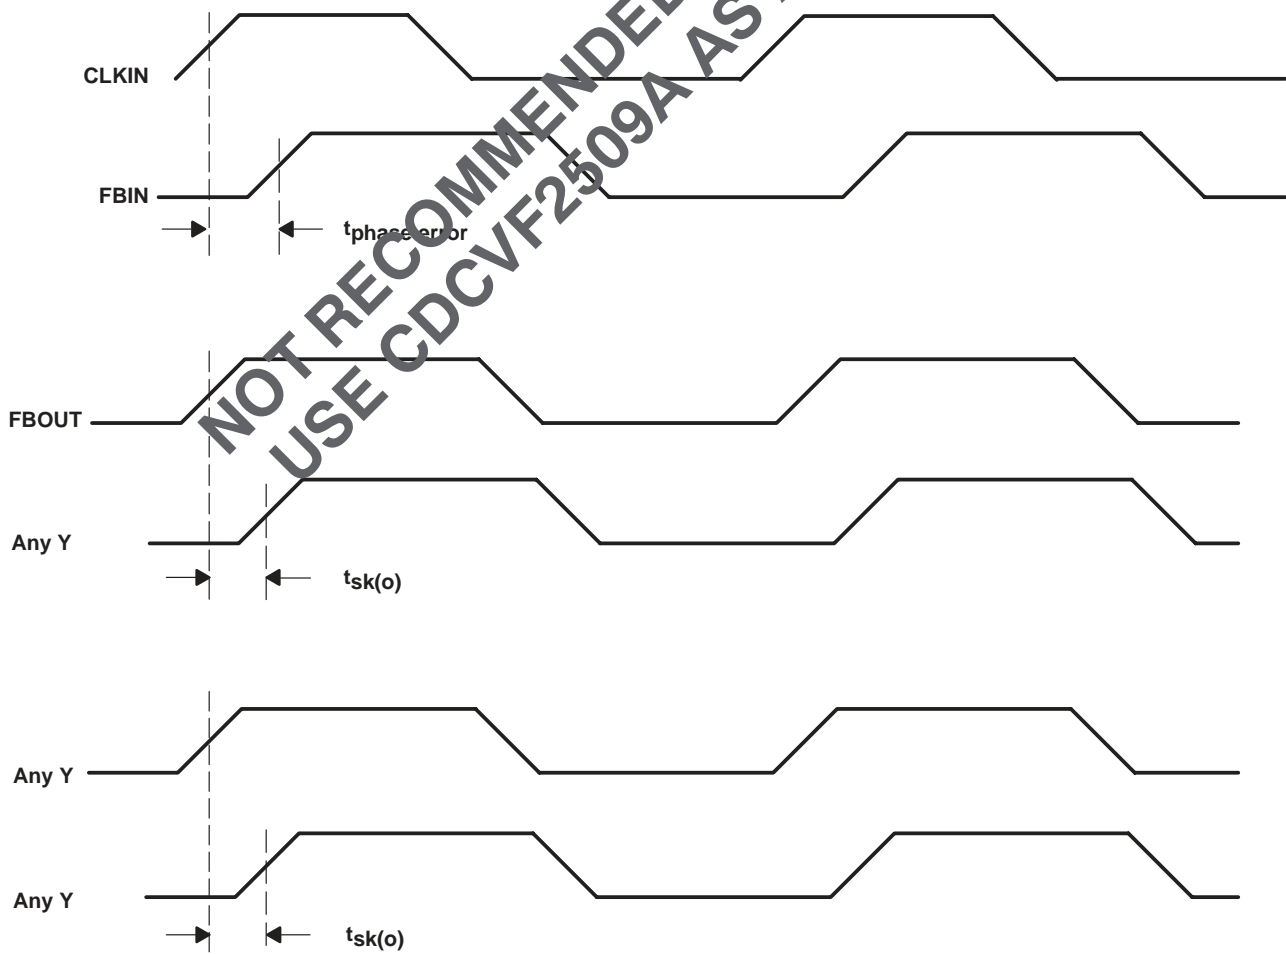 CLKIN
FBIN
tphase error
NOT RECOMMENDED
USE CDCVF2509A AS
FBOUT
Any Y
tsk(o)
Any Y
Any Y
tsk(o)